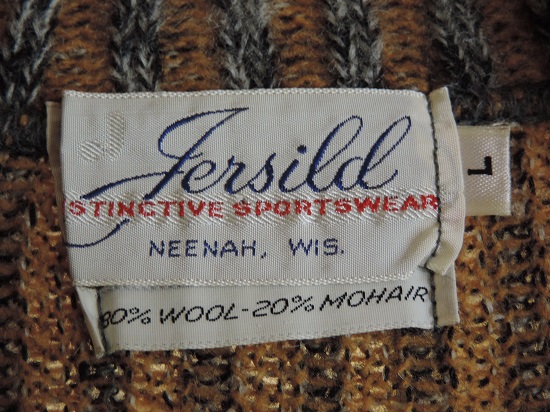 Jersild
STINCTIVE SPORTSWEAR
NEENAH, WIS.
80% WOOL-20% MOHAIR
L